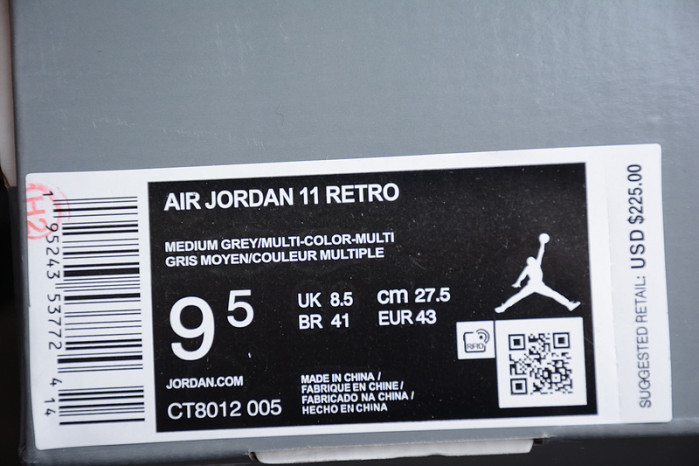 AIR JORDAN 11 RETRO
MEDIUM GREY/MULTI-COLOR-MULTI
GRIS MOYEN/COULEUR MULTIPLE
9 5
UK 8.5 cm 27.5
BR 41 EUR 43
JORDAN.COM
CT8012 005
MADE IN CHINA /
FABRIQUE EN CHINE /
FABRICADO NA CHINA /
HECHO EN CHINA
RFID
SUGGESTED RETAIL: USD $225.00
1 95243 53772 4 14
(H2)